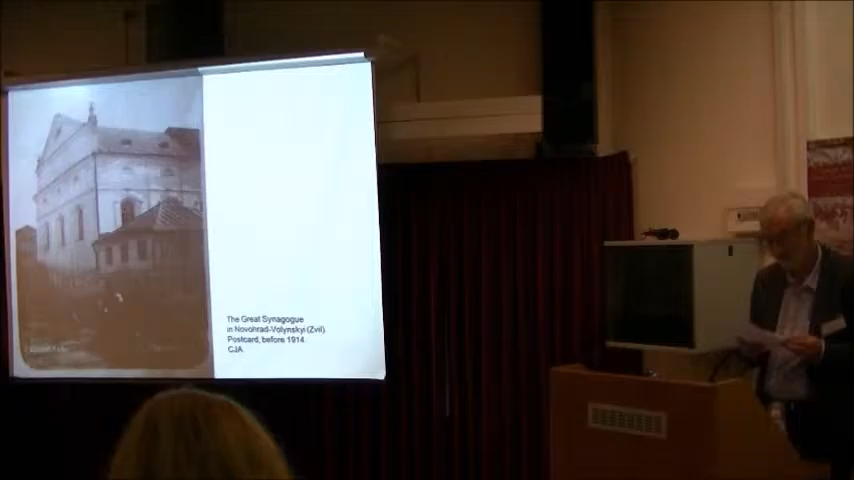 The Great Synagogue
in Novohrad-Volynskyi (Zvil).
Postcard, before 1914.
CJA.